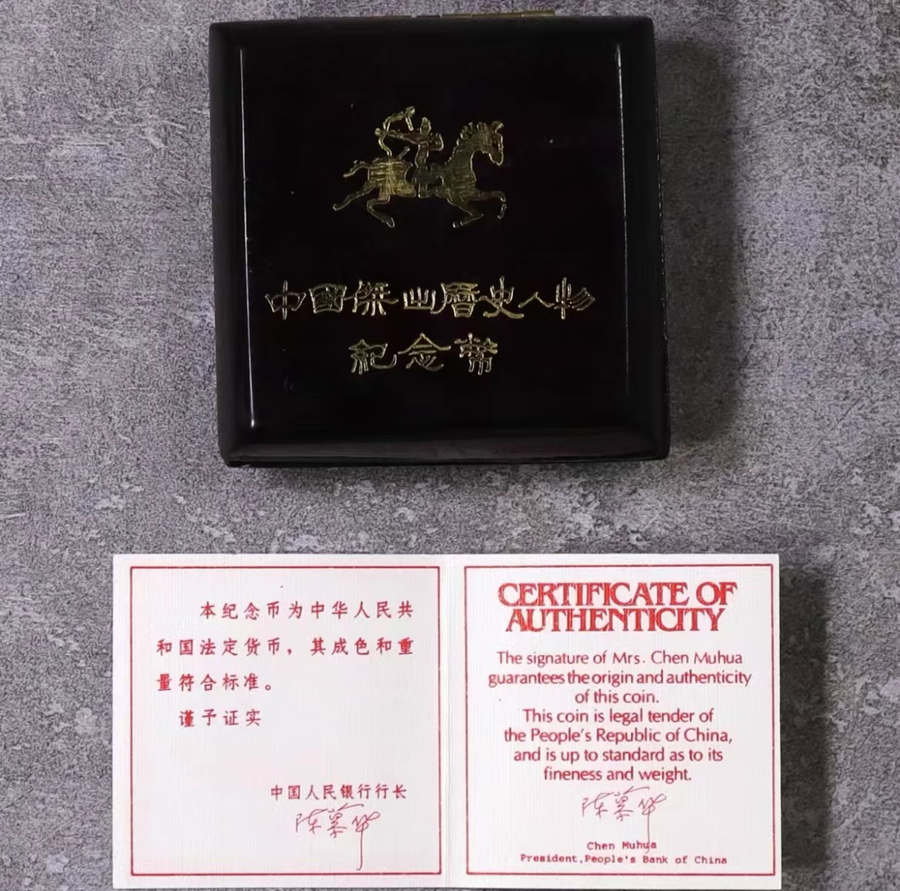 中國傑出曆史人物
紀念幣
本纪念币为中华人民共
和国法定货币，其成色和重
量符合标准。
谨予证实
中国人民银行行长
陈慕华
CERTIFICATE OF
AUTHENTICITY
The signature of Mrs. Chen Muhua
guarantees the origin and authenticity
of this coin.
This coin is legal tender of
the People's Republic of China,
and is up to standard as to its
fineness and weight.
陈慕华
Chen Muhua
President,People's Bank of China